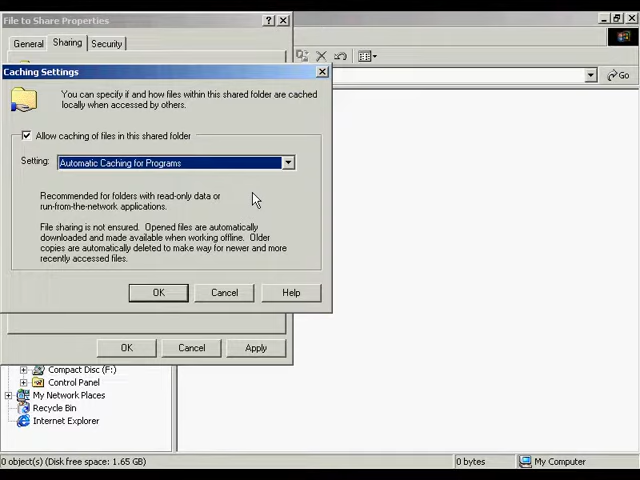 File to Share Properties
General
Sharing
Security
Go
Caching Settings
You can specify if and how files within this shared folder are cached
locally when accessed by others.
Allow caching of files in this shared folder
Setting:
Automatic Caching for Programs
Recommended for folders with read-only data or
run-from-the-network applications.
File sharing is not ensured. Opened files are automatically
downloaded and made available when working offline. Older
copies are automatically deleted to make way for newer and more
recently accessed files.
OK
Cancel
Help
OK
Cancel
Apply
Compact Disc (F:)
Control Panel
My Network Places
Recycle Bin
Internet Explorer
0 object(s) (Disk free space: 1.65 GB)
0 bytes
My Computer